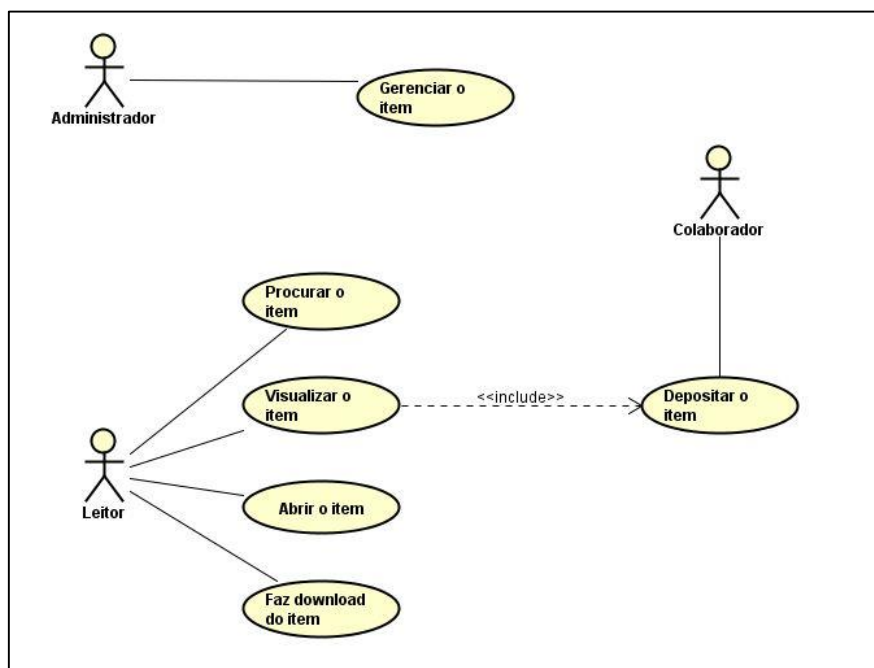 Administrador
Gerenciar o
item
Colaborador
Procurar o
item
Visualizar o
item
<<include>>
Depositar o
item
Leitor
Abrir o item
Faz download
do item